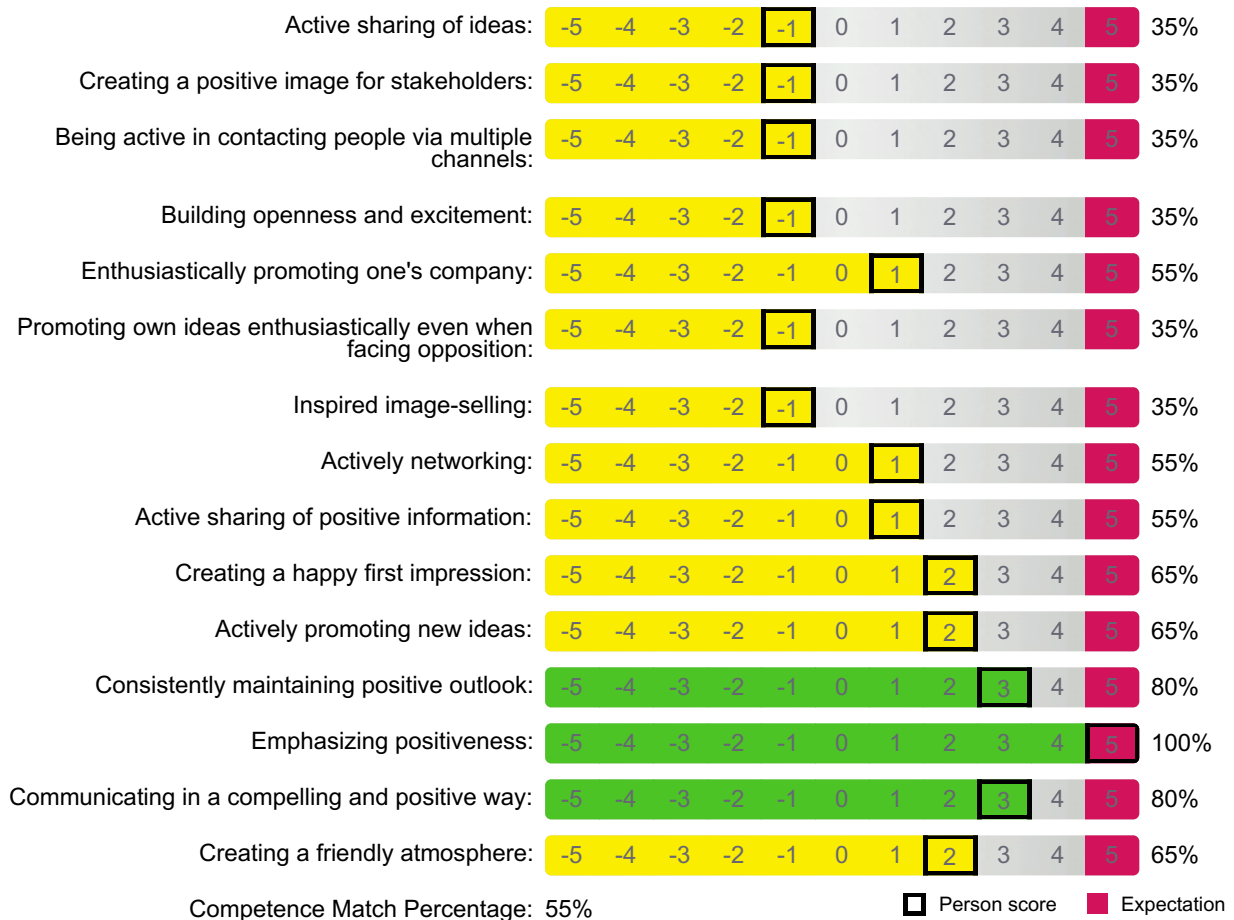 Active sharing of ideas: -5 -4 -3 -2 -1 0 1 2 3 4 5 35%
Creating a positive image for stakeholders: -5 -4 -3 -2 -1 0 1 2 3 4 5 35%
Being active in contacting people via multiple
channels: -5 -4 -3 -2 -1 0 1 2 3 4 5 35%
Building openness and excitement: -5 -4 -3 -2 -1 0 1 2 3 4 5 35%
Enthusiastically promoting one's company: -5 -4 -3 -2 -1 0 1 2 3 4 5 55%
Promoting own ideas enthusiastically even when
facing opposition: -5 -4 -3 -2 -1 0 1 2 3 4 5 35%
Inspired image-selling: -5 -4 -3 -2 -1 0 1 2 3 4 5 35%
Actively networking: -5 -4 -3 -2 -1 0 1 2 3 4 5 55%
Active sharing of positive information: -5 -4 -3 -2 -1 0 1 2 3 4 5 55%
Creating a happy first impression: -5 -4 -3 -2 -1 0 1 2 3 4 5 65%
Actively promoting new ideas: -5 -4 -3 -2 -1 0 1 2 3 4 5 65%
Consistently maintaining positive outlook: -5 -4 -3 -2 -1 0 1 2 3 4 5 80%
Emphasizing positiveness: -5 -4 -3 -2 -1 0 1 2 3 4 5 100%
Communicating in a compelling and positive way: -5 -4 -3 -2 -1 0 1 2 3 4 5 80%
Creating a friendly atmosphere: -5 -4 -3 -2 -1 0 1 2 3 4 5 65%
Competence Match Percentage: 55% Person score Expectation